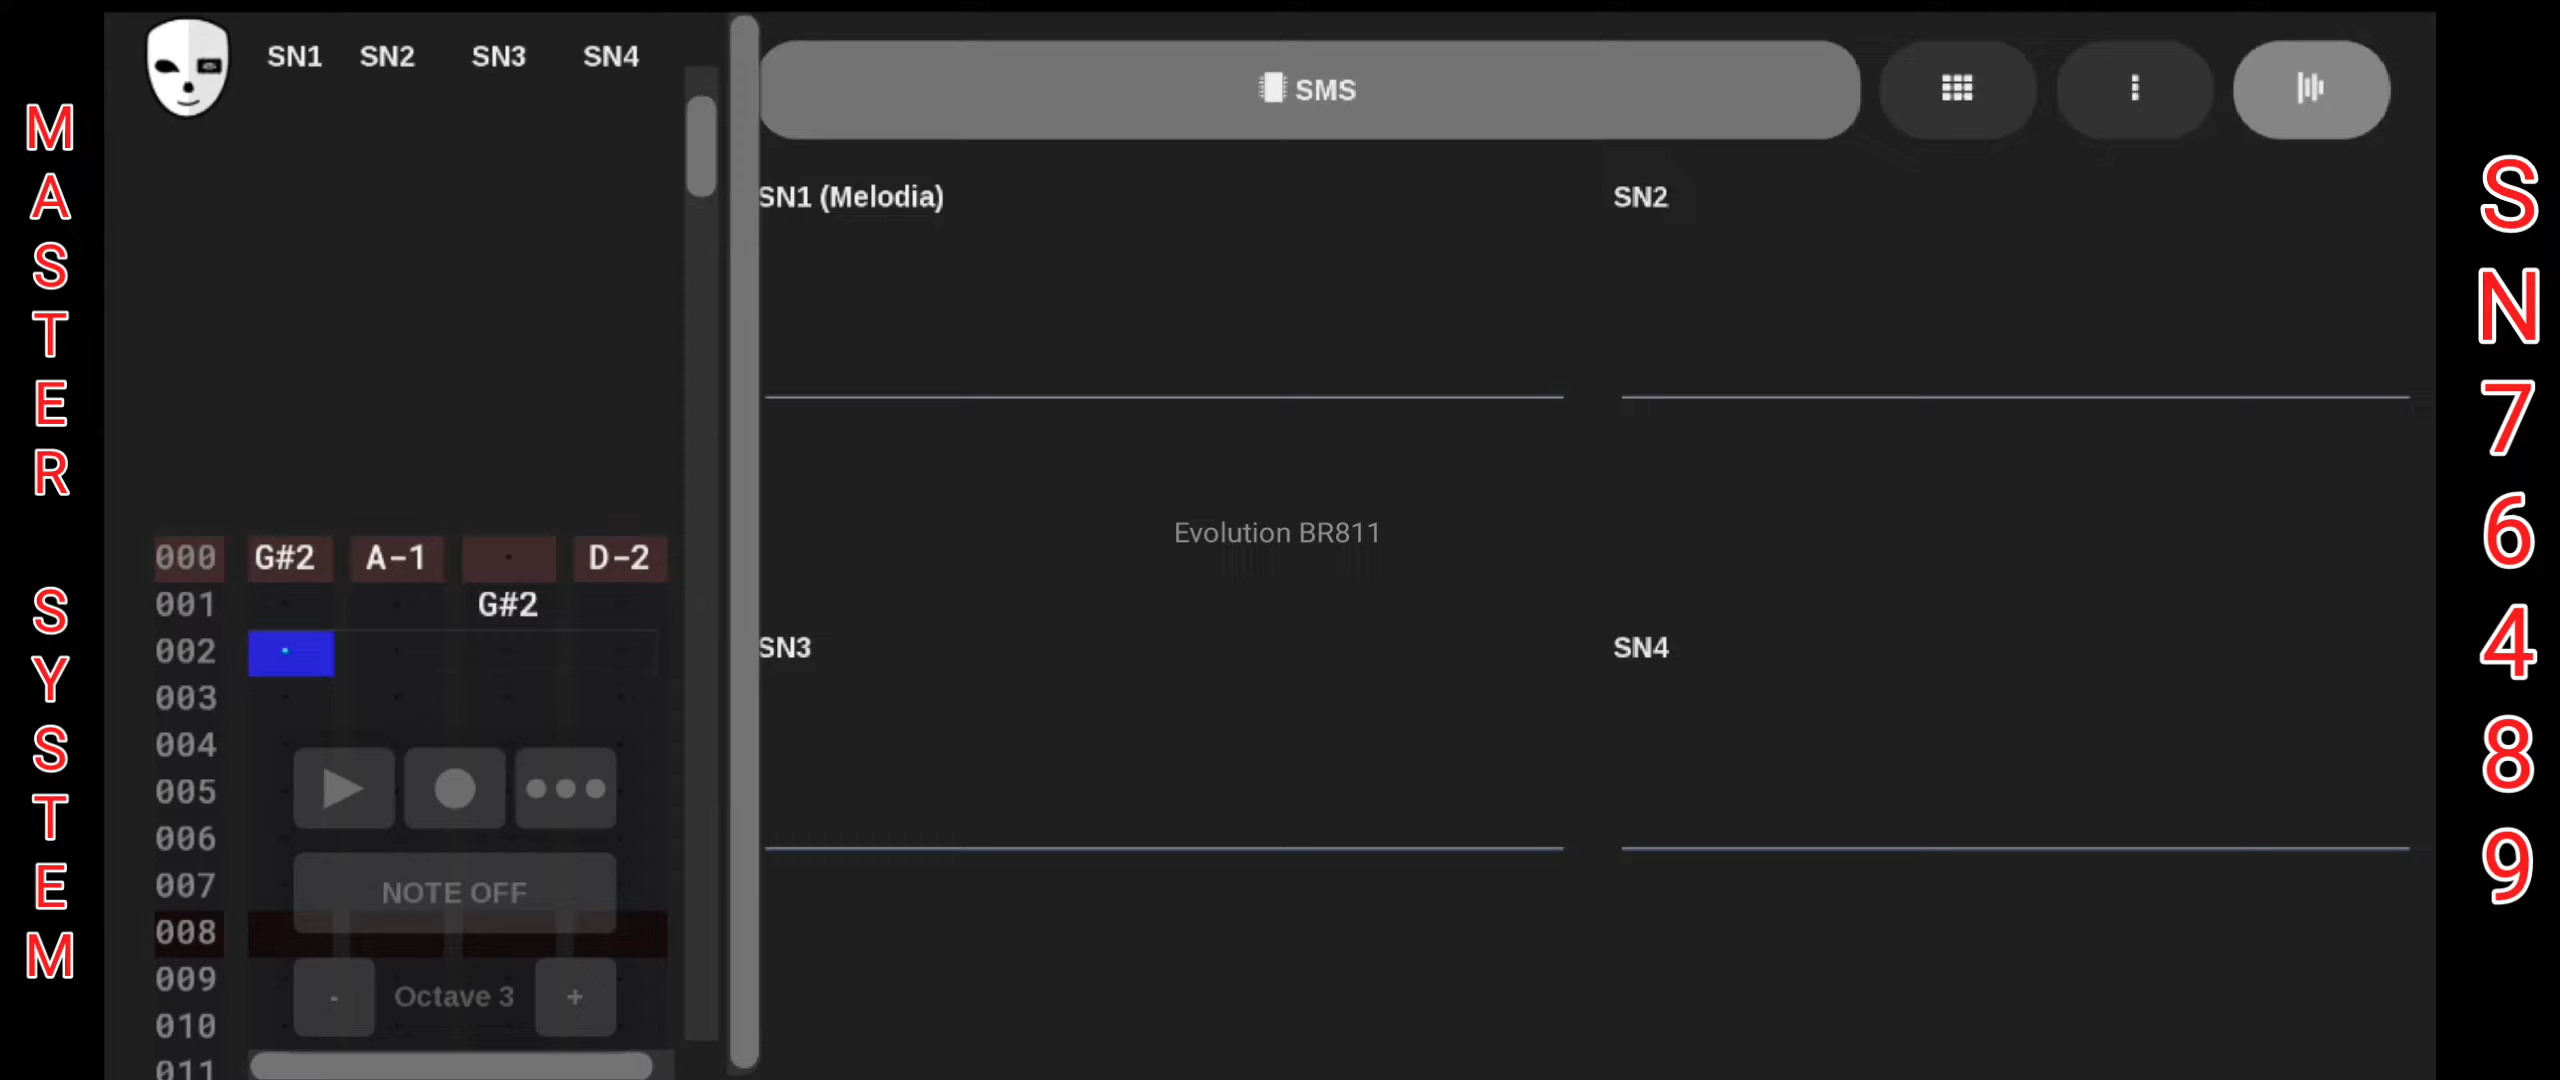 MASTER SYSTEM
SN1 SN2 SN3 SN4
000 G#2 A-1 D-2
001 G#2
002
003
004
005
006
007 NOTE OFF
008
009 - Octave 3 +
010
011
SMS
SN1 (Melodia) SN2
Evolution BR811
SN3 SN4
SN76489